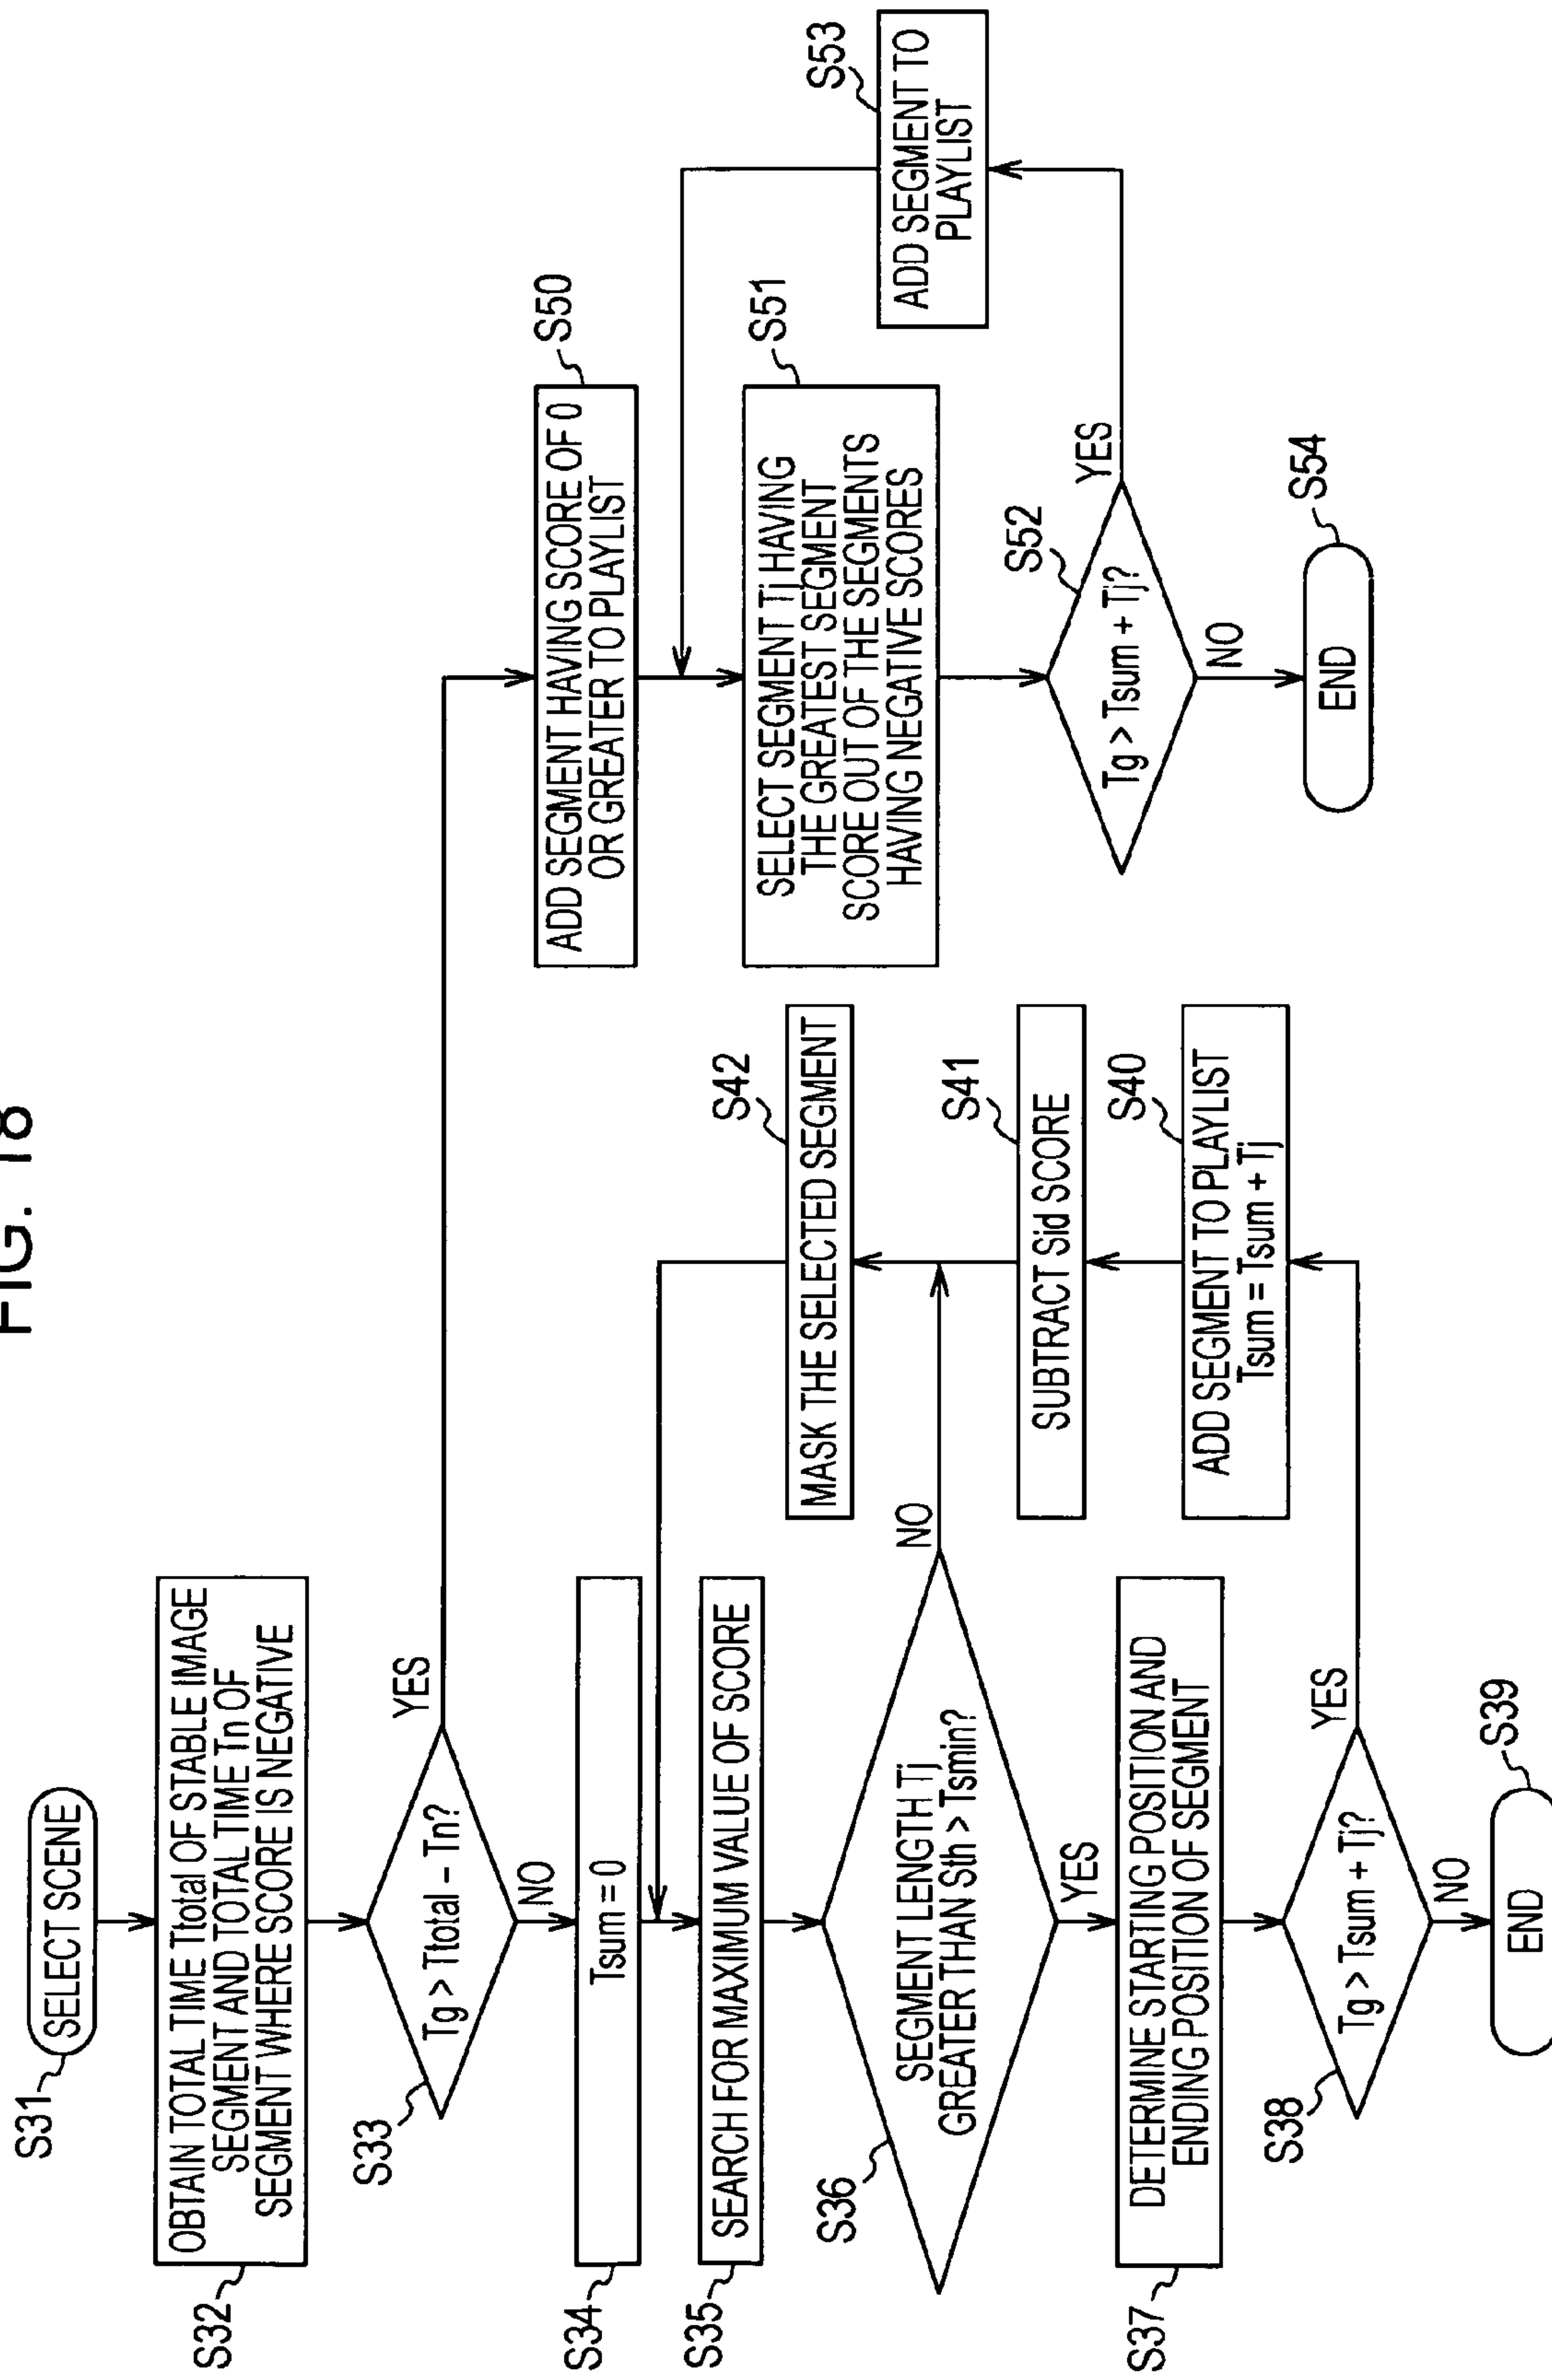 FIG. 18
S31
SELECT SCENE
S32
OBTAIN TOTAL TIME Ttotal OF STABLE IMAGE
SEGMENT AND TOTAL TIME Tn OF
SEGMENT WHERE SCORE IS NEGATIVE
S33
Tg > Ttotal – Tn?
YES
NO
S34
Tsum = 0
S35
SEARCH FOR MAXIMUM VALUE OF SCORE
S36
SEGMENT LENGTH Tj
GREATER THAN Sth > Tsmin?
NO
YES
S37
DETERMINE STARTING POSITION AND
ENDING POSITION OF SEGMENT
S38
Tg > Tsum + Tj?
YES
NO
S39
END
S42
MASK THE SELECTED SEGMENT
S41
SUBTRACT Sid SCORE
S40
ADD SEGMENT TO PLAYLIST
Tsum = Tsum + Tj
S50
ADD SEGMENT HAVING SCORE OF 0
OR GREATER TO PLAYLIST
S51
SELECT SEGMENT Tj HAVING
THE GREATEST SEGMENT
SCORE OUT OF THE SEGMENTS
HAVING NEGATIVE SCORES
S52
Tg > Tsum + Tj?
YES
NO
S53
ADD SEGMENT TO
PLAYLIST
S54
END